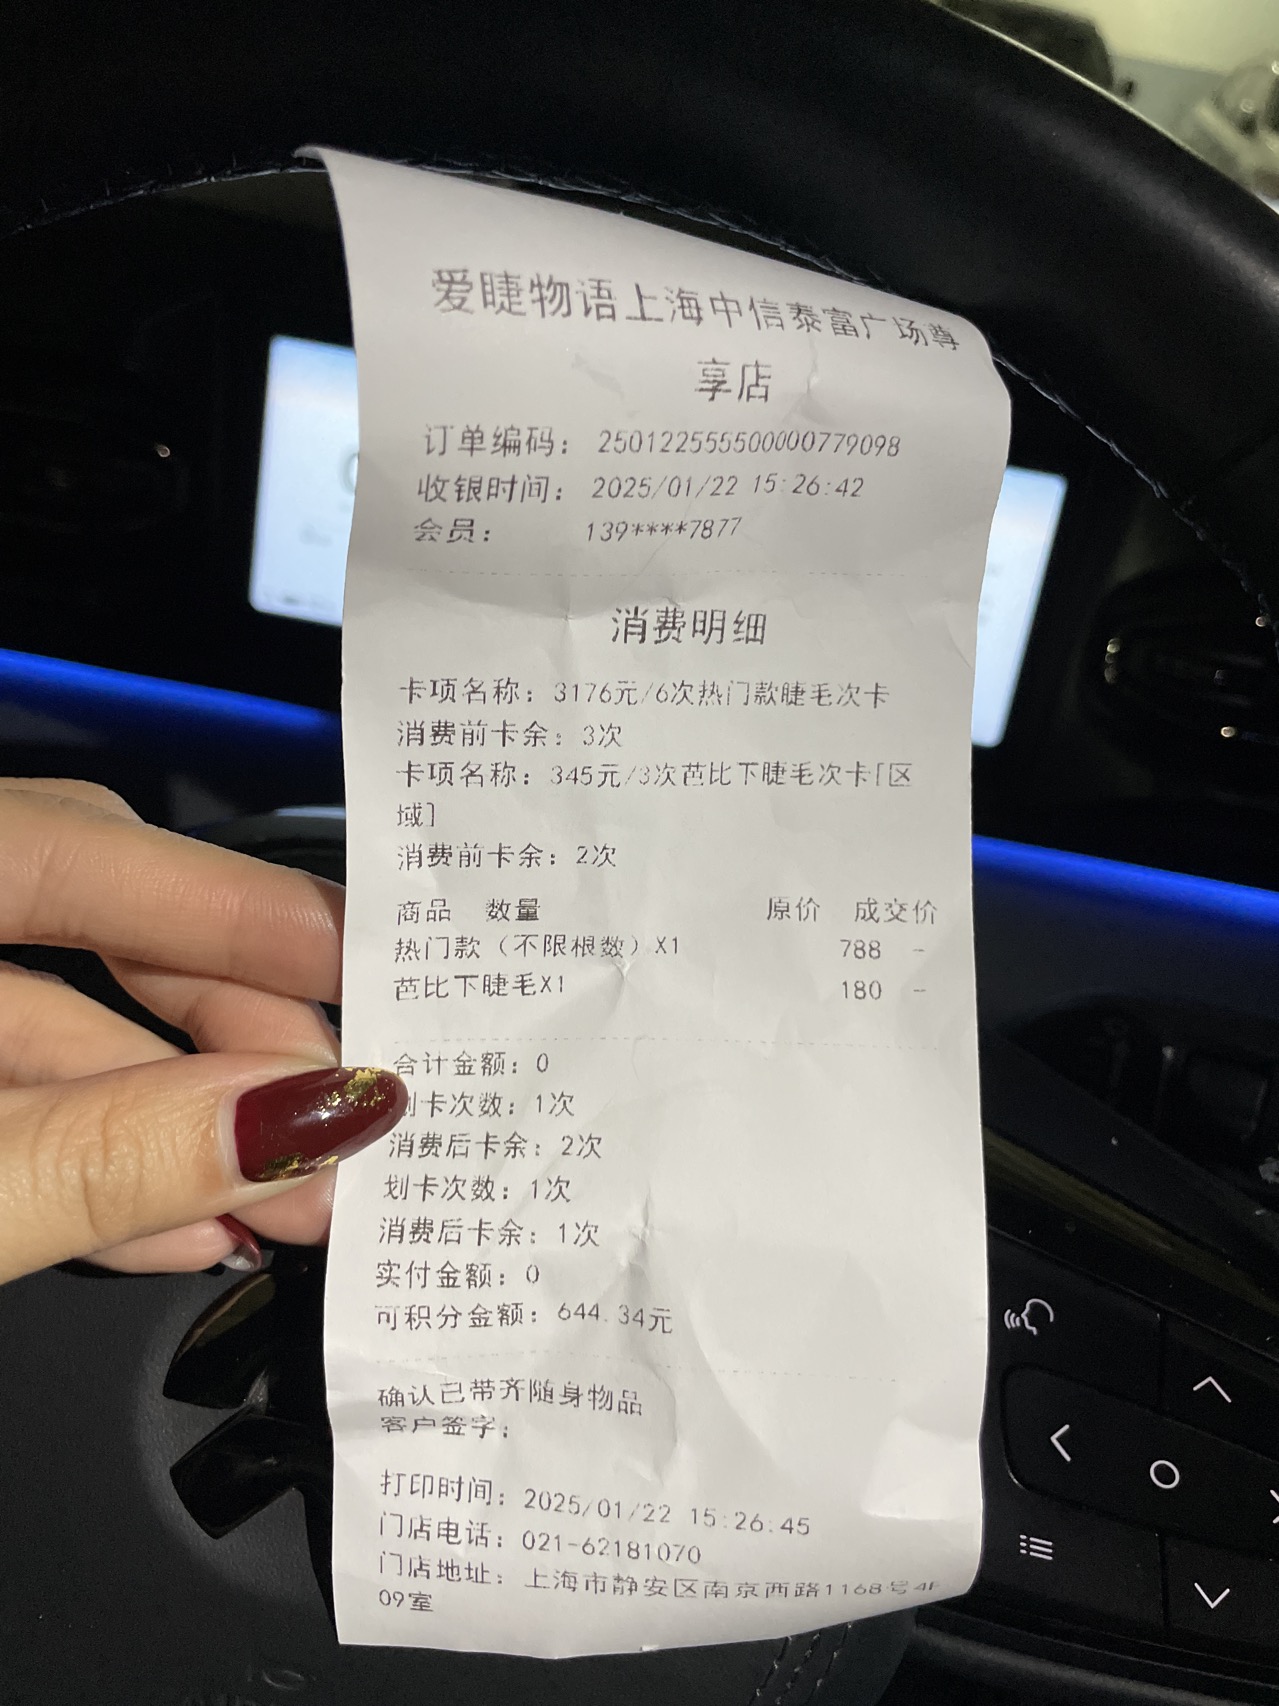 爱睫物语上海中信泰富广场尊
享店
订单编码： 250122555500000779098
收银时间： 2025/01/22 15:26:42
会员： 139****7877
消费明细
卡项名称：3176元/6次热门款睫毛次卡
消费前卡余：3次
卡项名称：345元/3次芭比下睫毛次卡[区
域]
消费前卡余：2次
商品 数量 原价 成交价
热门款（不限根数）X1 788 -
芭比下睫毛X1 180 -
合计金额：0
划卡次数：1次
消费后卡余：2次
划卡次数：1次
消费后卡余：1次
实付金额：0
可积分金额：644.34元
确认已带齐随身物品
客户签字：
打印时间：2025/01/22 15:26:45
门店电话：021-62181070
门店地址：上海市静安区南京西路1168号4F
09室